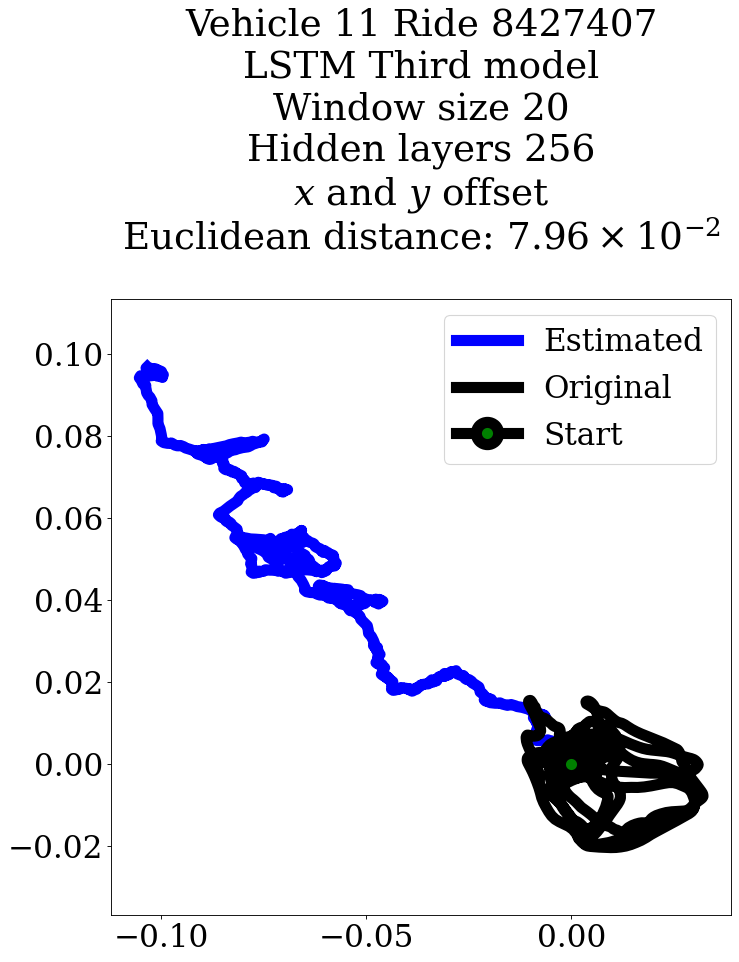 Vehicle 11 Ride 8427407
LSTM Third model
Window size 20
Hidden layers 256
x and y offset
Euclidean distance: 7.96 × 10⁻²
Estimated
Original
Start
0.10
0.08
0.06
0.04
0.02
0.00
−0.02
−0.10
−0.05
0.00